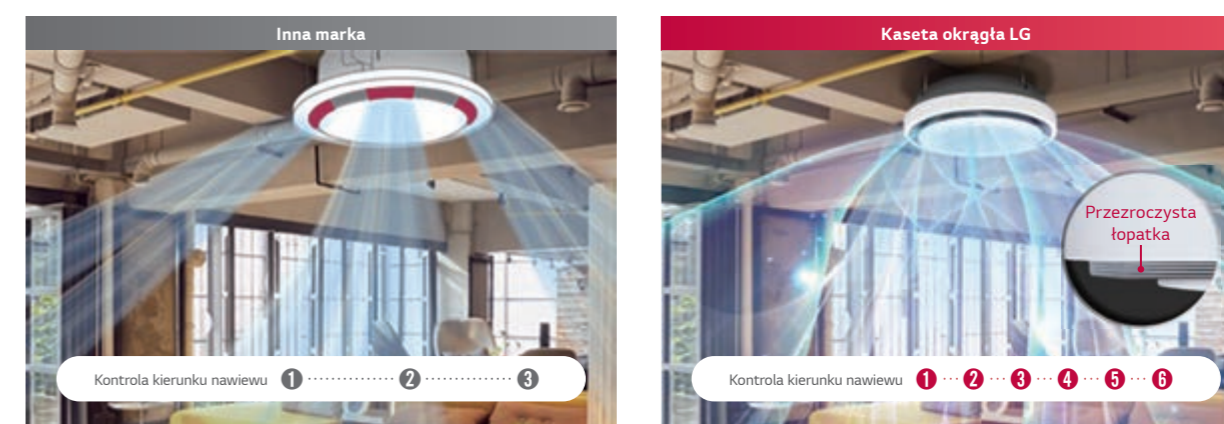 Inna marka
Kontrola kierunku nawiewu 1 2 3
Kaseta okrągła LG
Przezroczysta
łopatka
Kontrola kierunku nawiewu 1 2 3 4 5 6